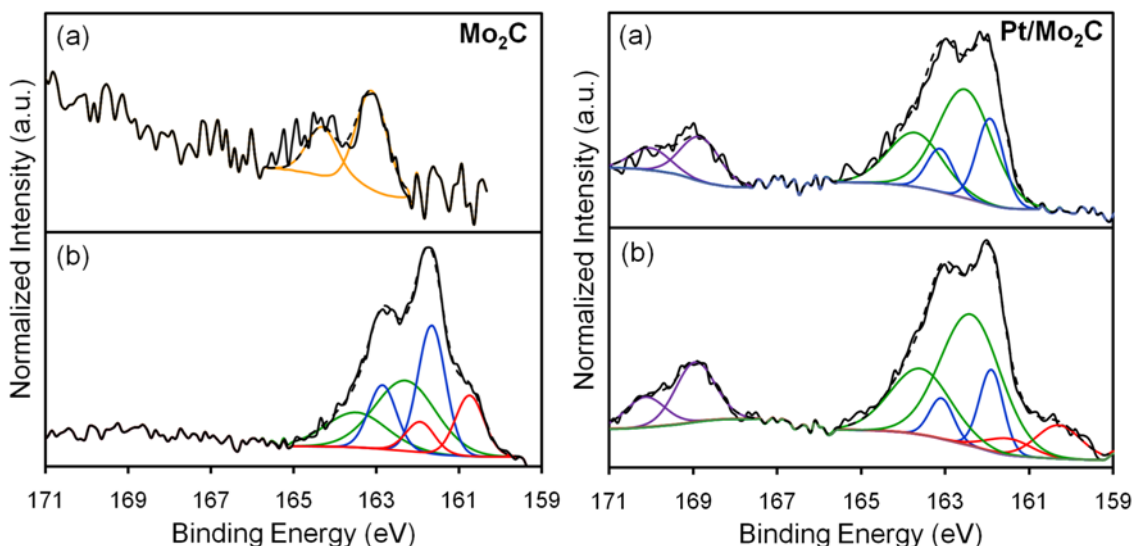 (a) Mo₂C
(b)
Normalized Intensity (a.u.)
171 169 167 165 163 161 159
Binding Energy (eV)
(a) Pt/Mo₂C
(b)
Normalized Intensity (a.u.)
171 169 167 165 163 161 159
Binding Energy (eV)